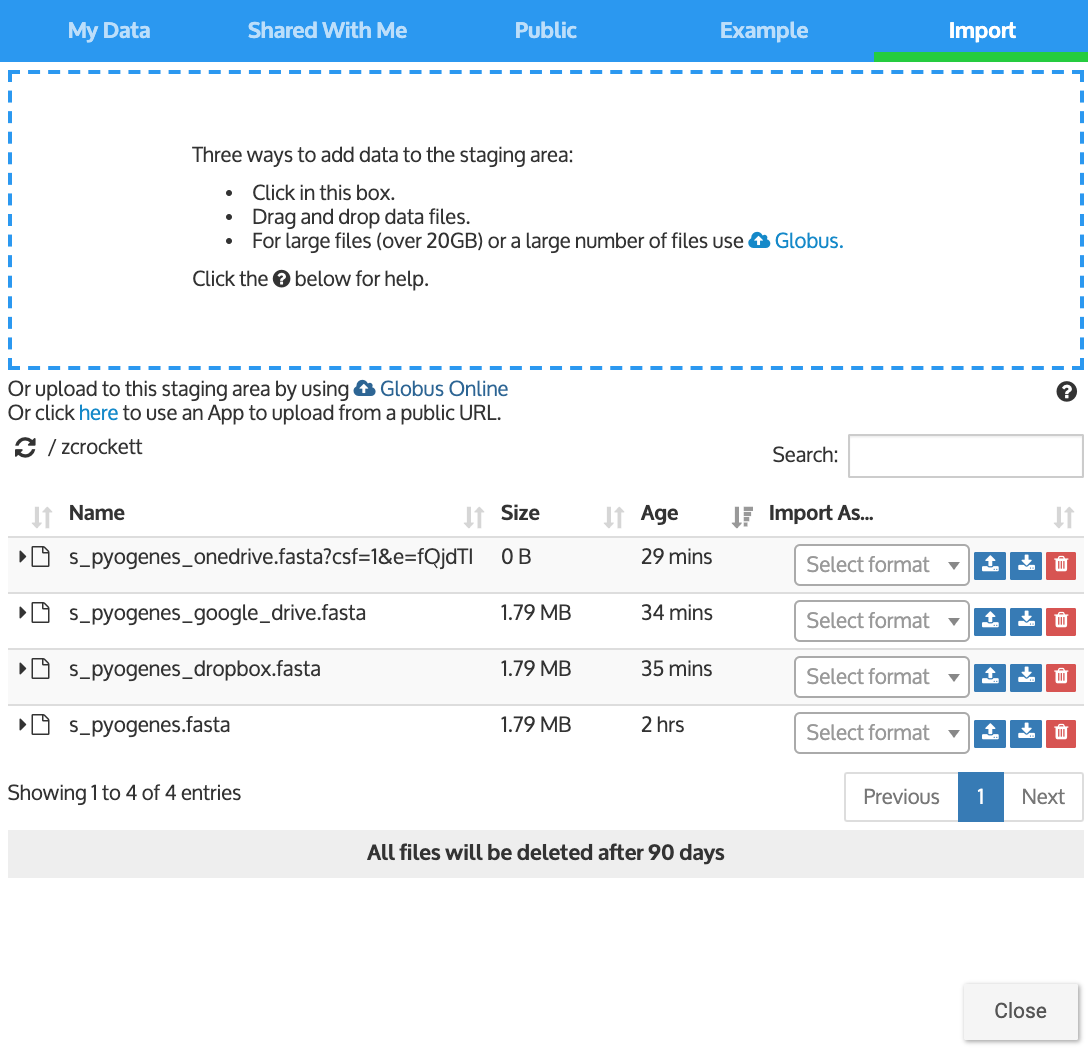 My Data Shared With Me Public Example Import
Three ways to add data to the staging area:
• Click in this box.
• Drag and drop data files.
• For large files (over 20GB) or a large number of files use Globus.
Click the ? below for help.
Or upload to this staging area by using Globus Online
?
Or click here to use an App to upload from a public URL.
/ zcrockett
Search:
Name Size Age Import As...
s_pyogenes_onedrive.fasta?csf=1&e=fQjdTI 0 B 29 mins Select format
s_pyogenes_google_drive.fasta 1.79 MB 34 mins Select format
s_pyogenes_dropbox.fasta 1.79 MB 35 mins Select format
s_pyogenes.fasta 1.79 MB 2 hrs Select format
Showing 1 to 4 of 4 entries
Previous 1 Next
All files will be deleted after 90 days
Close